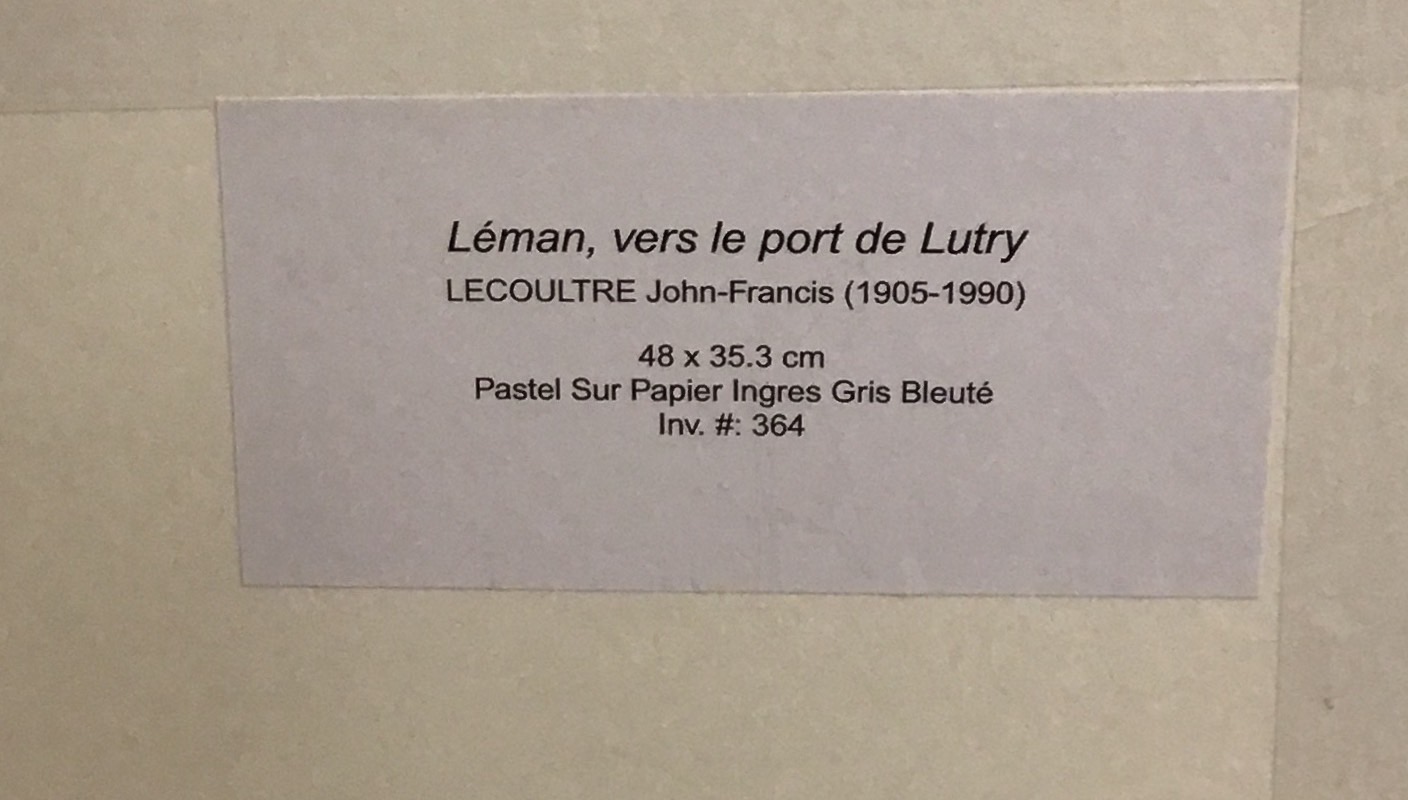 Léman, vers le port de Lutry
LECOULTRE John-Francis (1905-1990)
48 x 35.3 cm
Pastel Sur Papier Ingres Gris Bleuté
Inv. #: 364